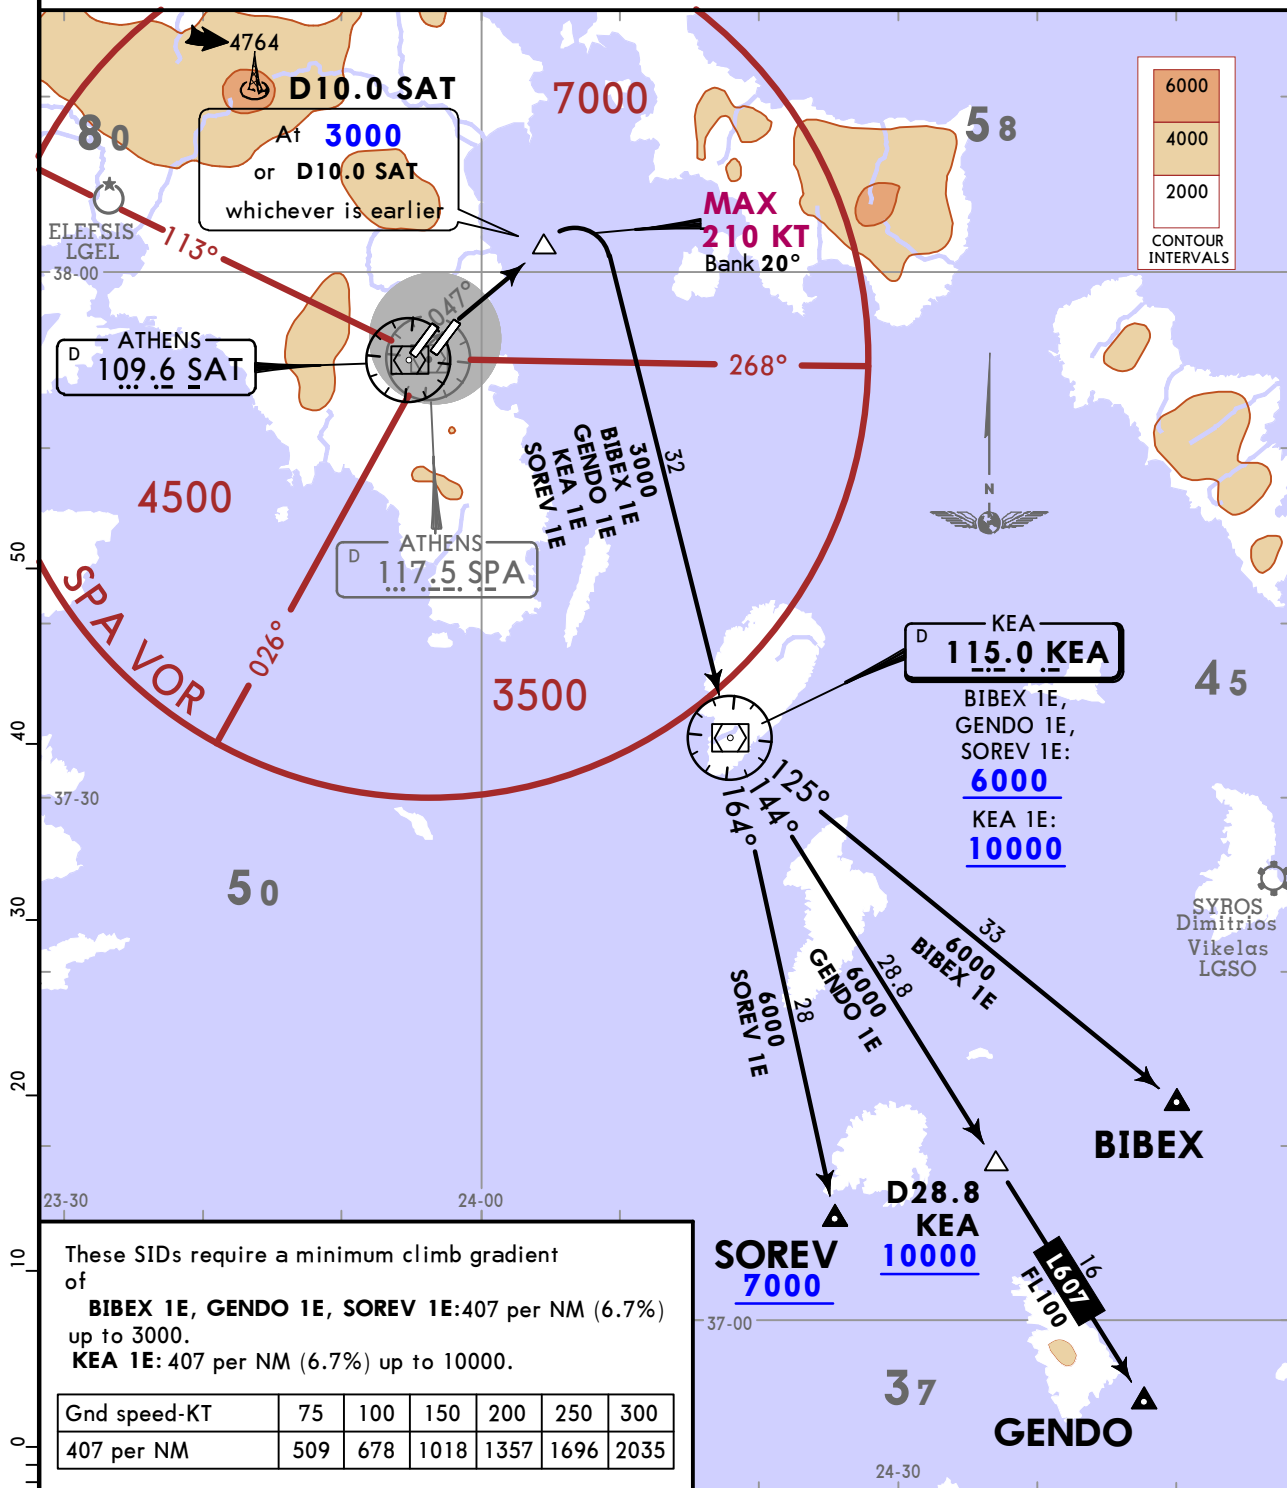 4764
D10.0 SAT
At 3000
or D10.0 SAT
whichever is earlier
7000
80
58
6000
4000
2000
CONTOUR
INTERVALS
MAX
210 KT
Bank 20°
ELEFSIS
LGEL
113°
38-00
047°
ATHENS
D 109.6 SAT
268°
3000
32
BIBEX 1E
GENDO 1E
KEA 1E
SOREV 1E
4500
N
ATHENS
D 117.5 SPA
50
SPA VOR
026°
3500
KEA
D 115.0 KEA
BIBEX 1E,
GENDO 1E,
SOREV 1E:
6000
KEA 1E:
10000
45
40
37-30
125°
144°
164°
50
30
SYROS
Dimitrios
Vikelas
LGSO
33
6000
BIBEX 1E
28.8
6000
GENDO 1E
28
6000
SOREV 1E
20
BIBEX
23-30
24-00
D28.8
KEA
10000
SOREV
7000
10
L607
16
FL100
37-00
37
GENDO
24-30
0
These SIDs require a minimum climb gradient
of
BIBEX 1E, GENDO 1E, SOREV 1E:407 per NM (6.7%)
up to 3000.
KEA 1E: 407 per NM (6.7%) up to 10000.
Gnd speed-KT 75 100 150 200 250 300
407 per NM 509 678 1018 1357 1696 2035